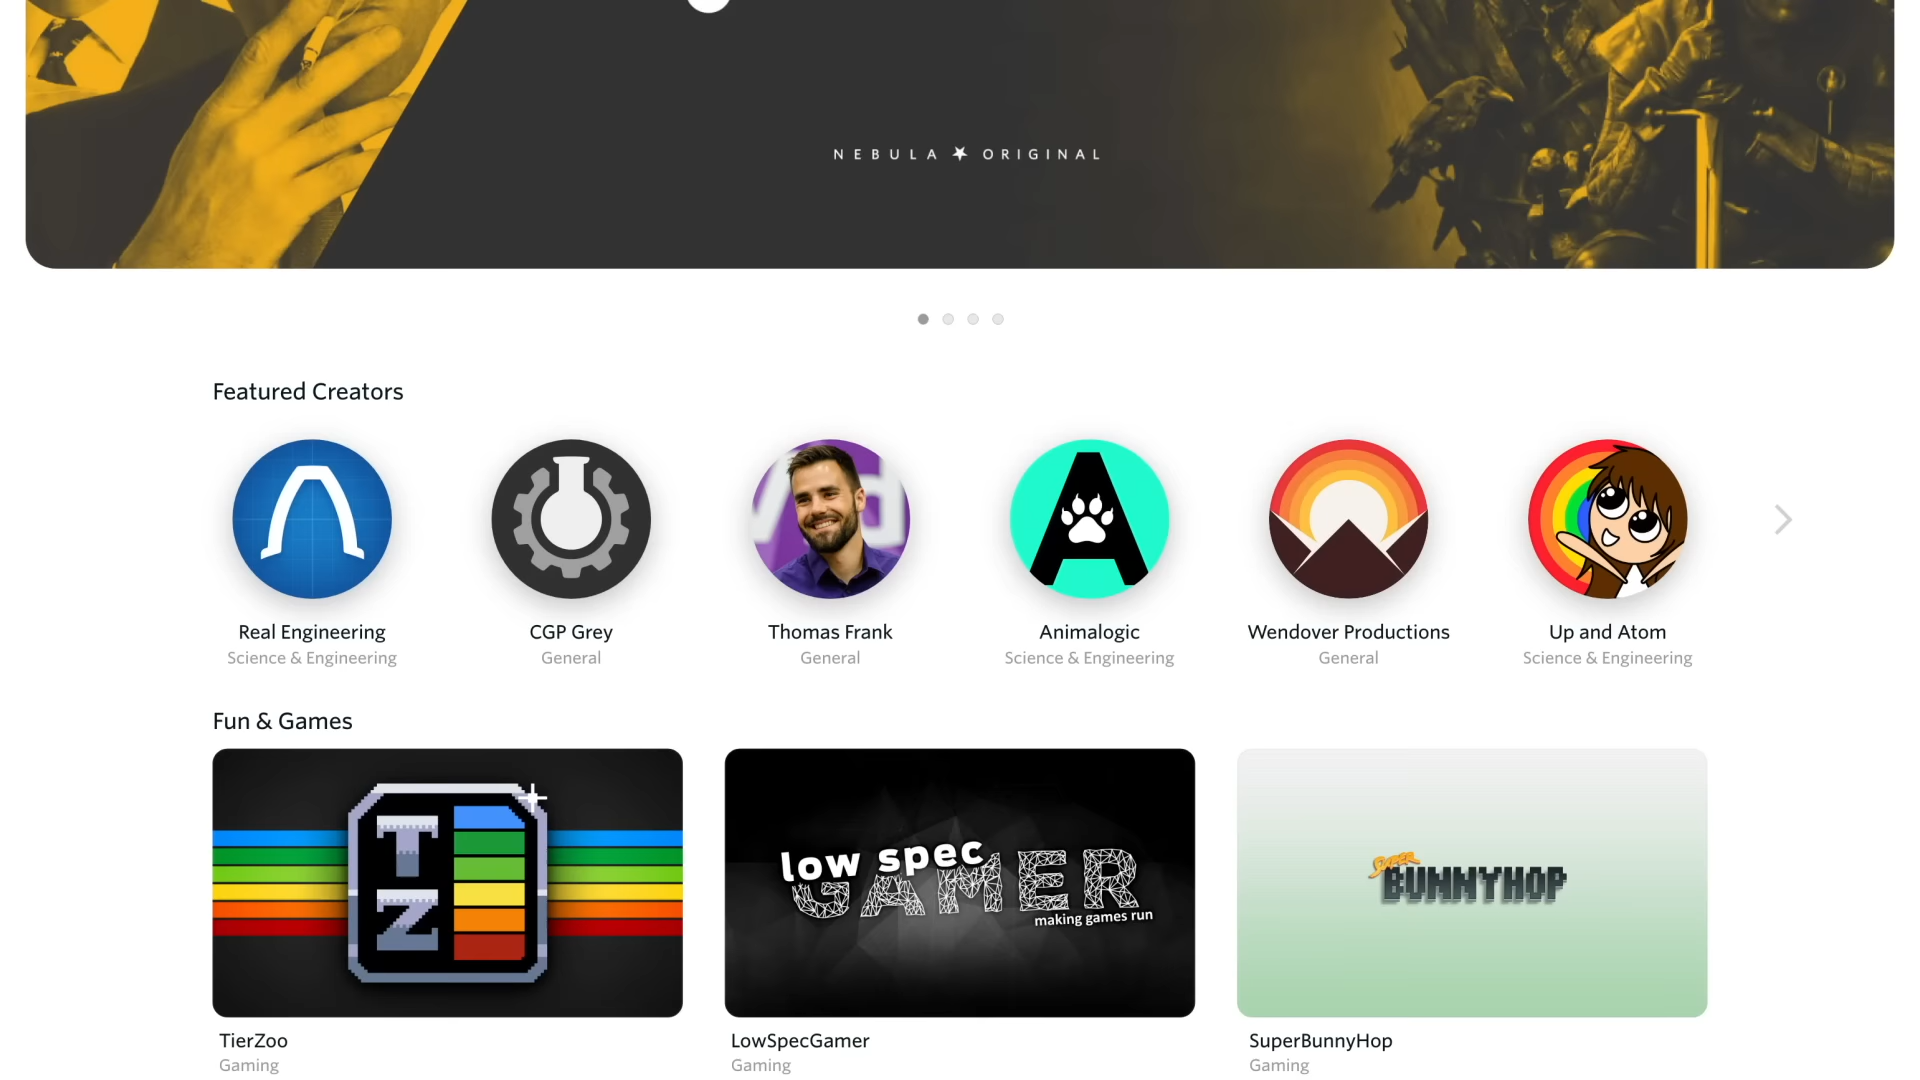 NEBULA ORIGINAL
Featured Creators
Real Engineering
Science & Engineering
CGP Grey
General
Thomas Frank
General
Animalogic
Science & Engineering
Wendover Productions
General
Up and Atom
Science & Engineering
Fun & Games
T
Z
TierZoo
Gaming
low spec
GAMER
making games run
LowSpecGamer
Gaming
SUPER
BUNNYHOP
SuperBunnyHop
Gaming